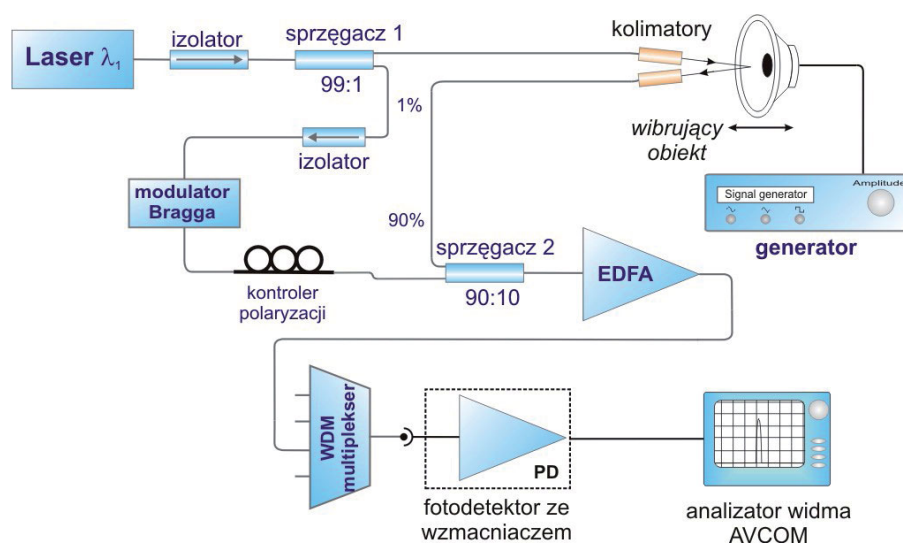 Laser λ₁
izolator
sprzęgacz 1
99:1
1%
izolator
kolimatory
wibrujący
obiekt
Amplitude
Signal generator
generator
modulator
Bragga
90%
sprzęgacz 2
90:10
EDFA
kontroler
polaryzacji
WDM
multiplekser
PD
fotodetektor ze
wzmacniaczem
analizator widma
AVCOM